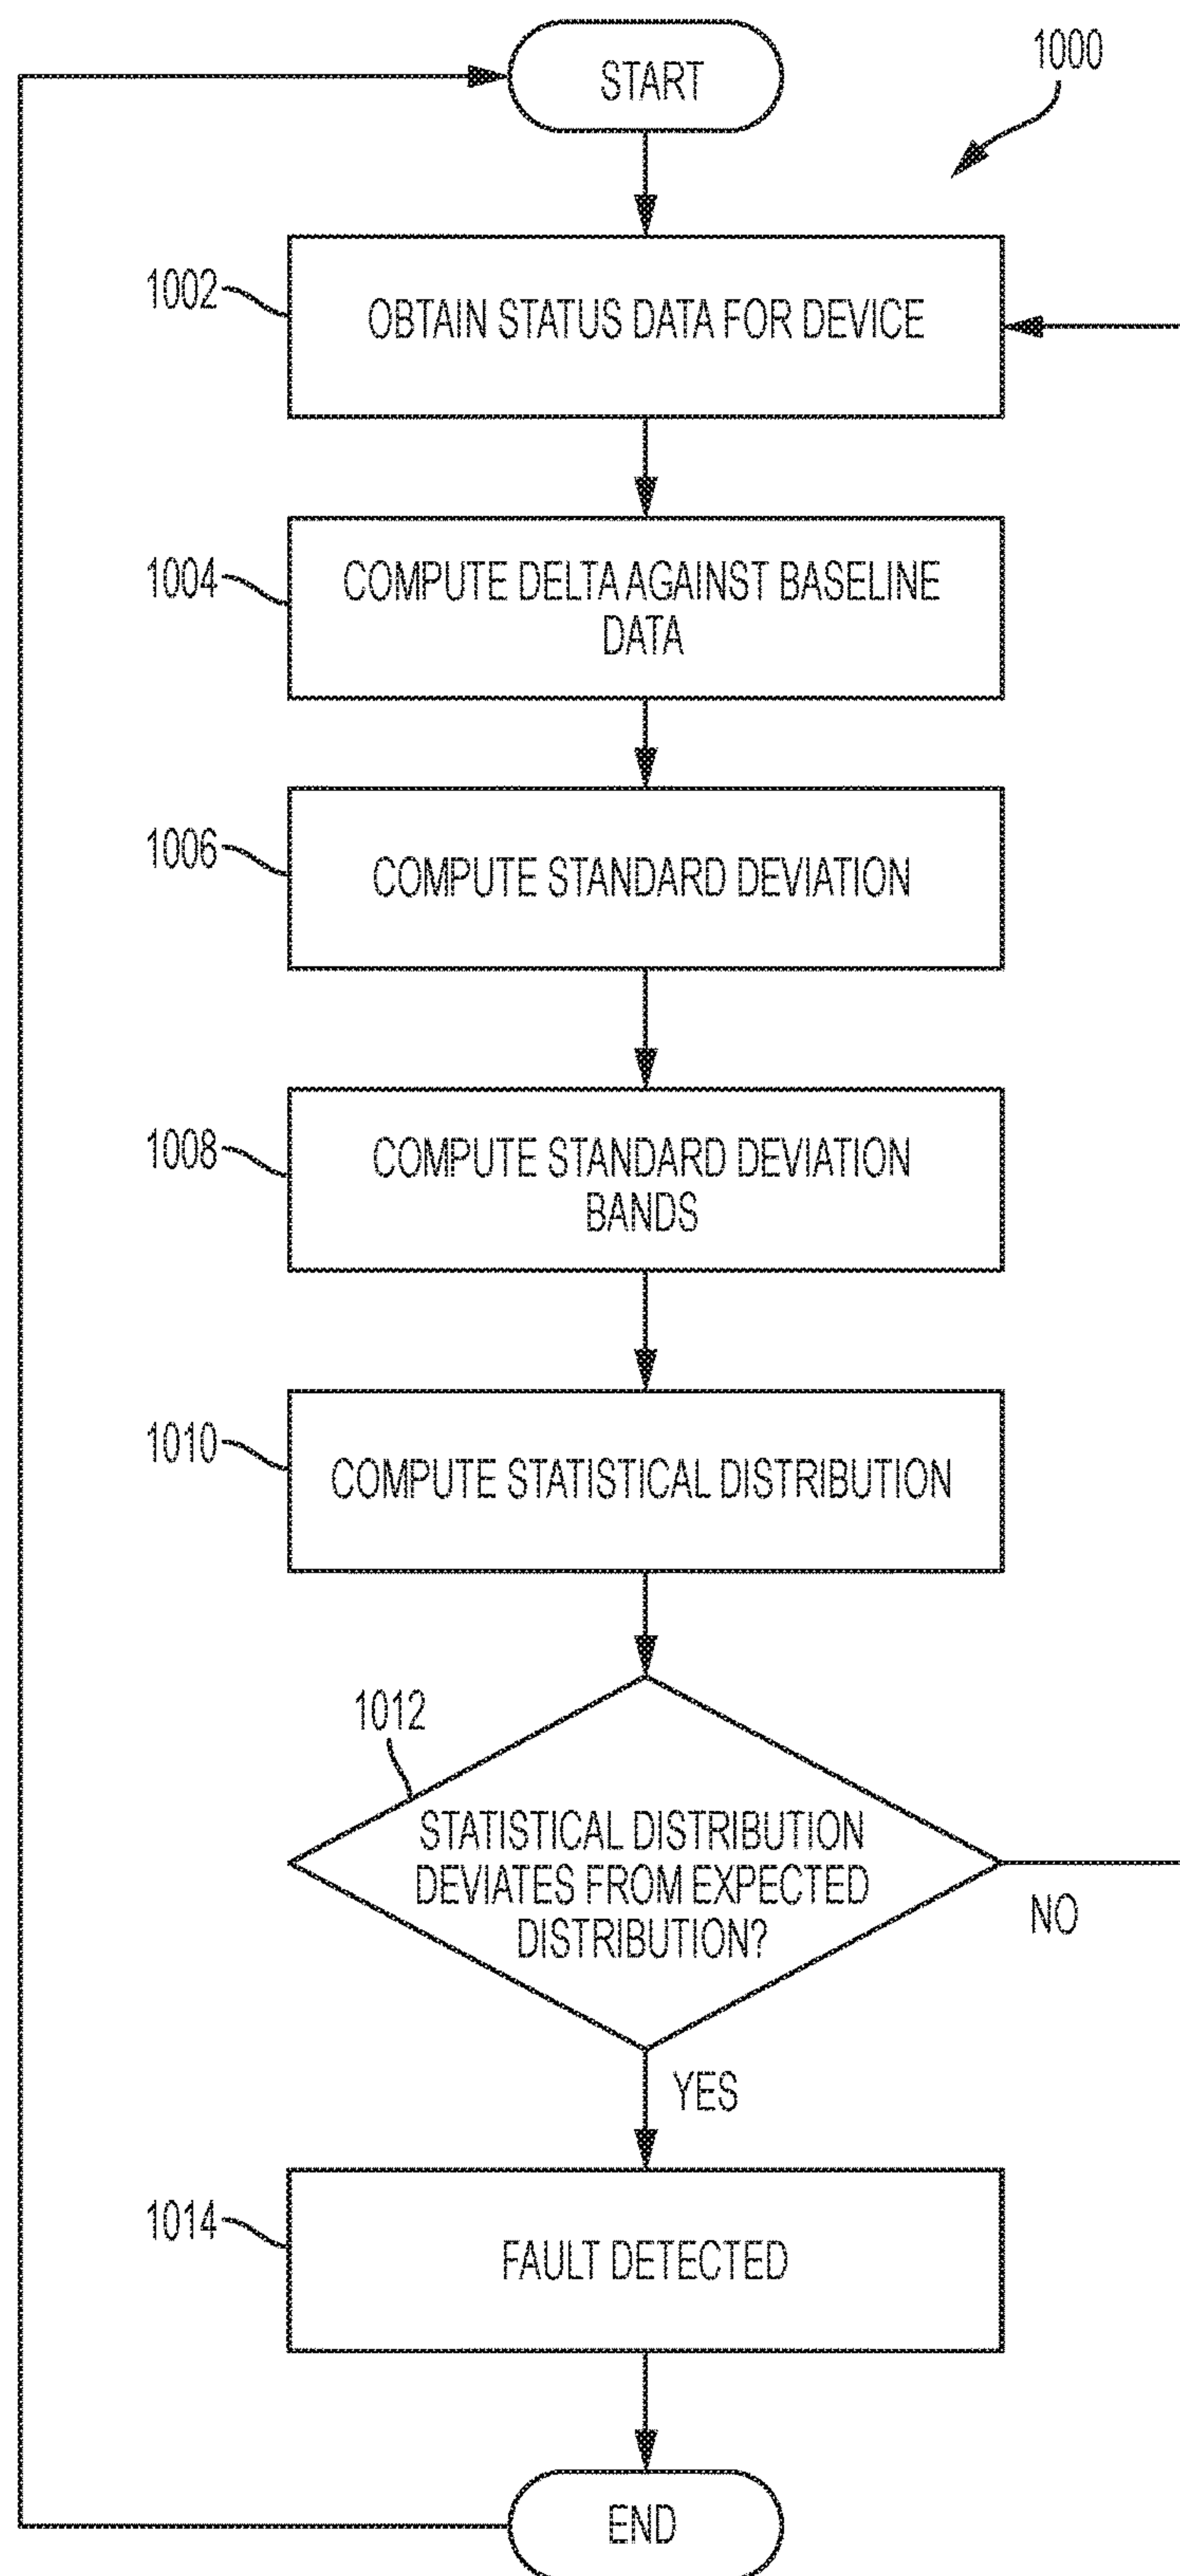 START
1000
1002
OBTAIN STATUS DATA FOR DEVICE
1004
COMPUTE DELTA AGAINST BASELINE
DATA
1006
COMPUTE STANDARD DEVIATION
1008
COMPUTE STANDARD DEVIATION
BANDS
1010
COMPUTE STATISTICAL DISTRIBUTION
1012
STATISTICAL DISTRIBUTION
DEVIATES FROM EXPECTED
DISTRIBUTION?
NO
YES
1014
FAULT DETECTED
END